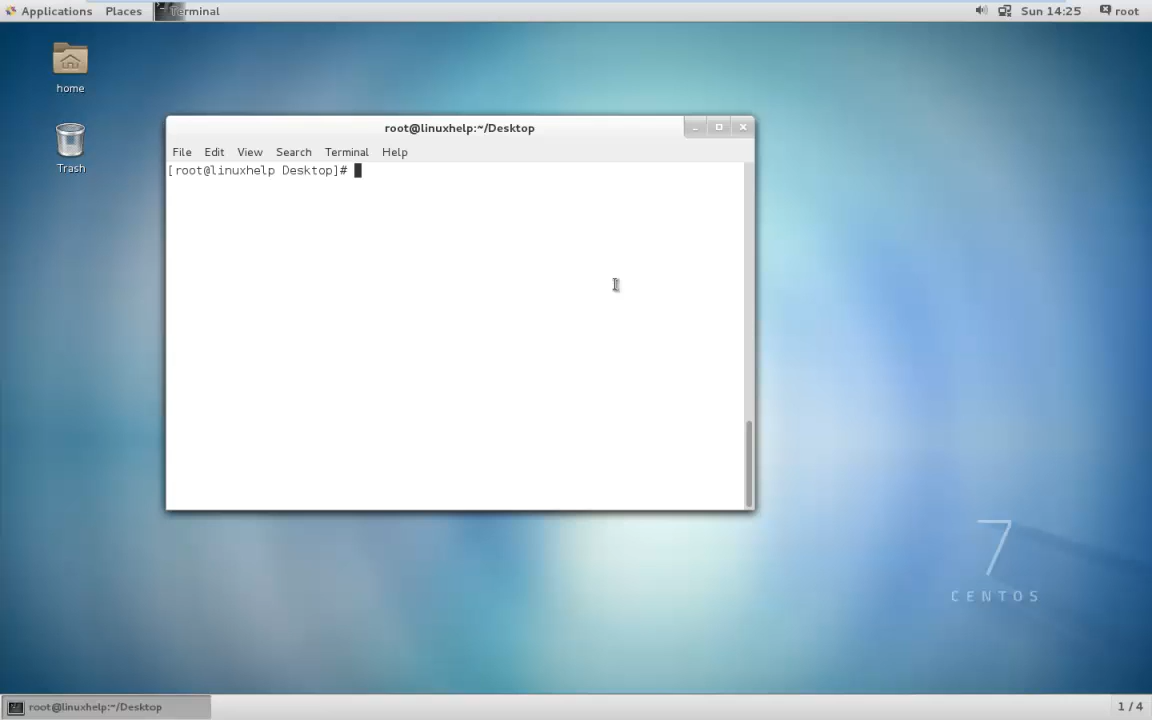 Applications Places Terminal Sun 14:25 root
home
Trash
root@linuxhelp:~/Desktop
File Edit View Search Terminal Help
[root@linuxhelp Desktop]#
7
CENTOS
root@linuxhelp:~/Desktop 1 / 4